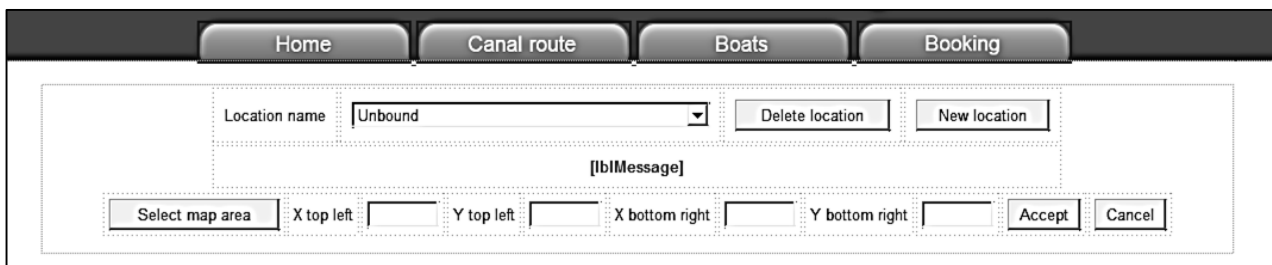 Home Canal route Boats Booking
Location name Unbound Delete location New location
[lblMessage]
Select map area X top left Y top left X bottom right Y bottom right Accept Cancel